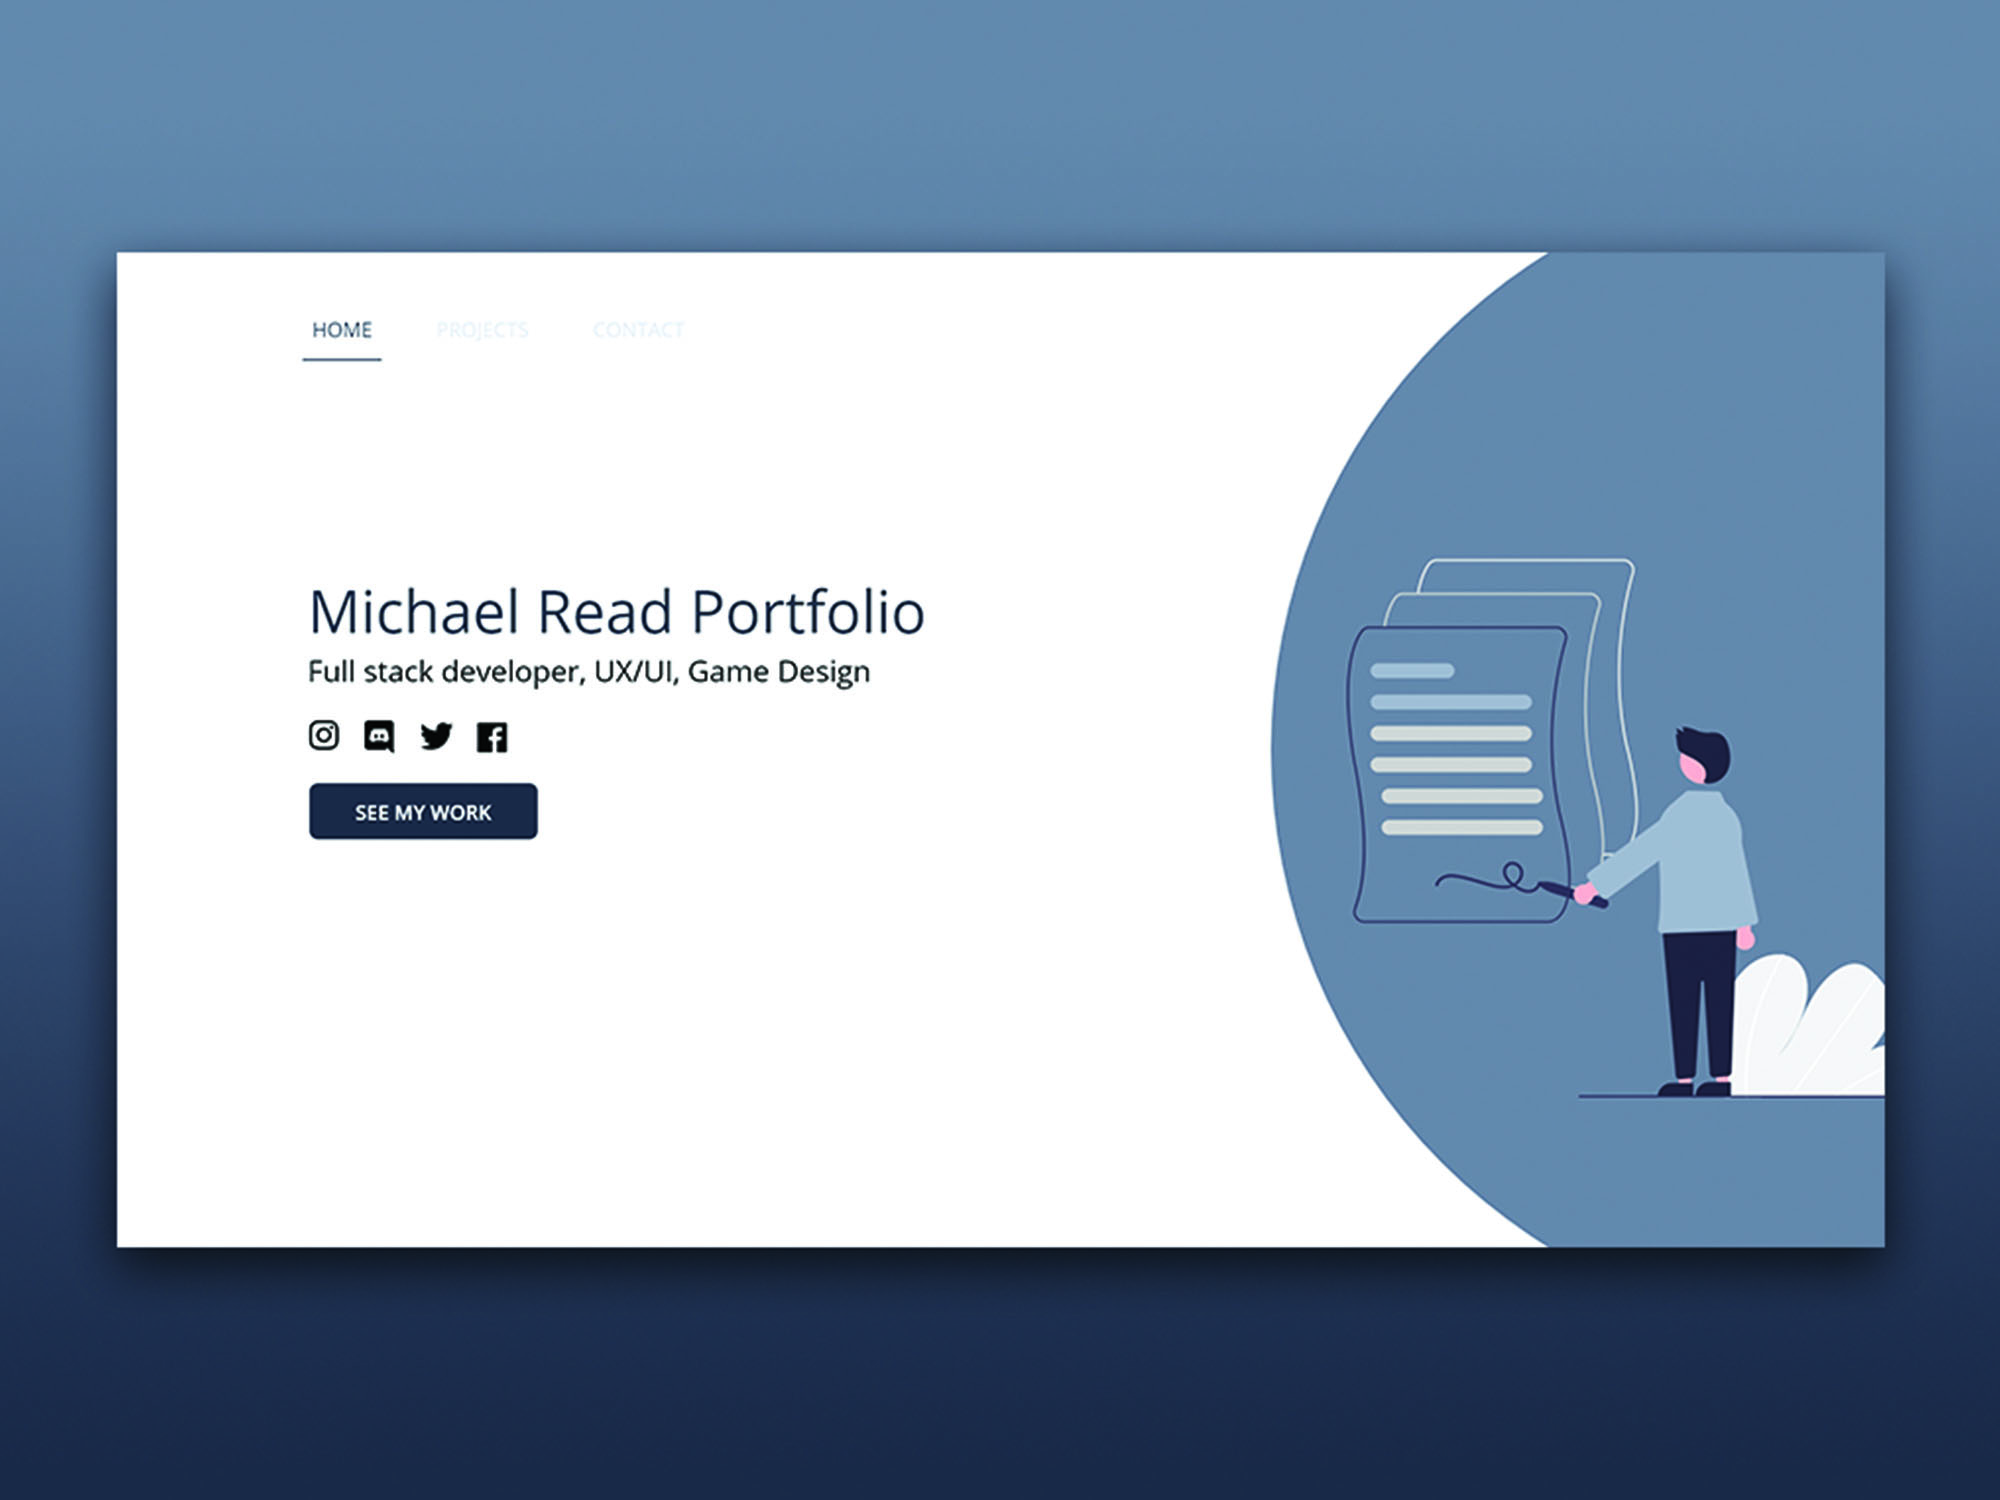 HOME PROJECTS CONTACT
Michael Read Portfolio
Full stack developer, UX/UI, Game Design
SEE MY WORK